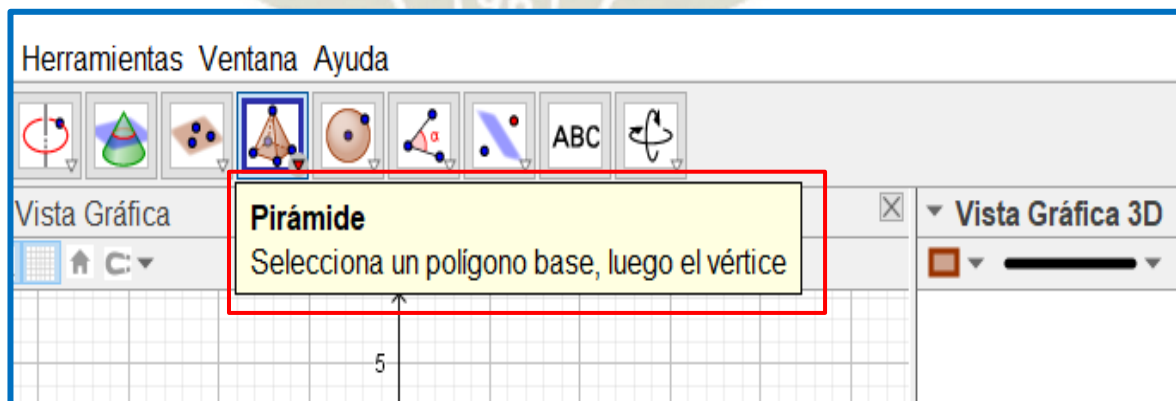 Herramientas Ventana Ayuda
α
ABC
Vista Gráfica
Pirámide
Selecciona un polígono base, luego el vértice
Vista Gráfica 3D
5